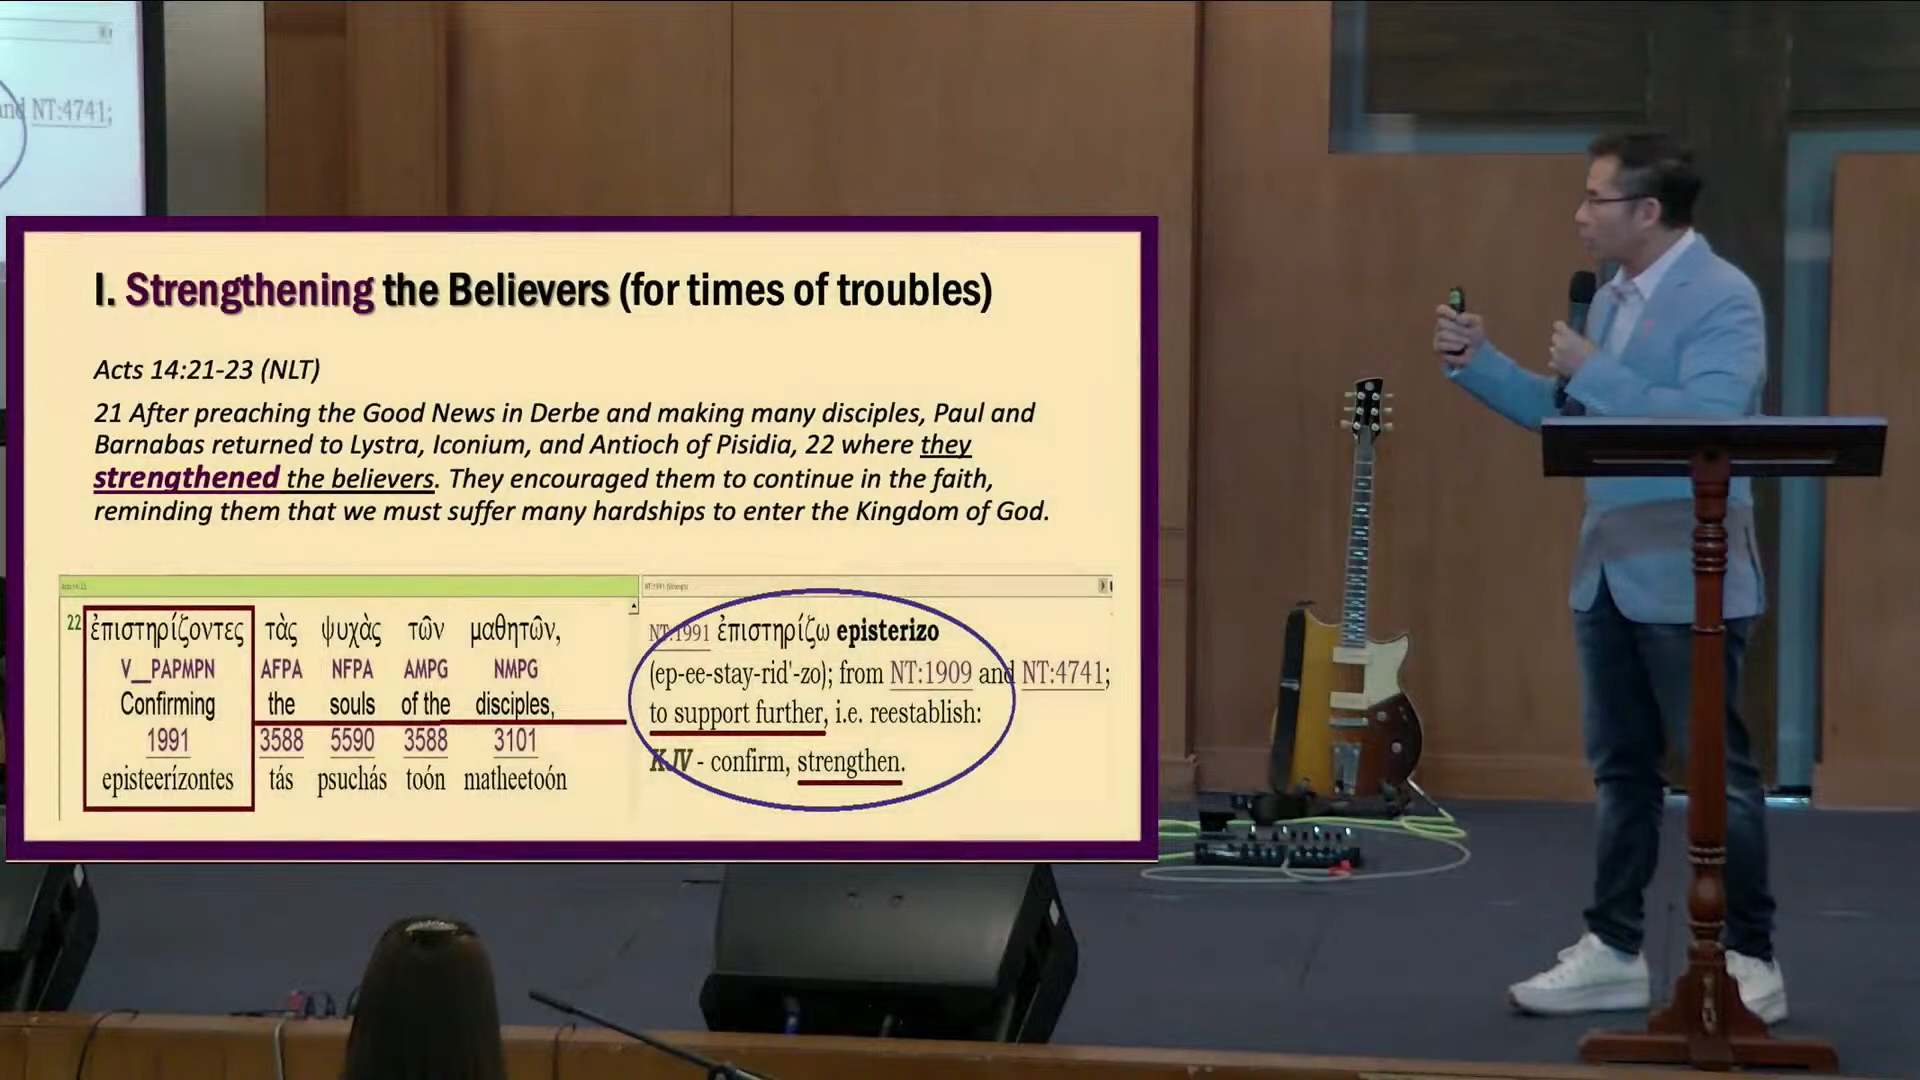 and NT:4741;
I. Strengthening the Believers (for times of troubles)
Acts 14:21-23 (NLT)
21 After preaching the Good News in Derbe and making many disciples, Paul and
Barnabas returned to Lystra, Iconium, and Antioch of Pisidia, 22 where they
strengthened the believers. They encouraged them to continue in the faith,
reminding them that we must suffer many hardships to enter the Kingdom of God.
22 ἐπιστηρίζοντες τὰς ψυχὰς τῶν μαθητῶν,
V__PAPMPN AFPA NFPA AMPG NMPG
Confirming the souls of the disciples,
1991 3588 5590 3588 3101
episteerízontes tás psuchás toón matheetoón
NT:1991 ἐπιστηρίζω episterizo
(ep-ee-stay-rid'-zo); from NT:1909 and NT:4741;
to support further, i.e. reestablish:
KJV - confirm, strengthen.